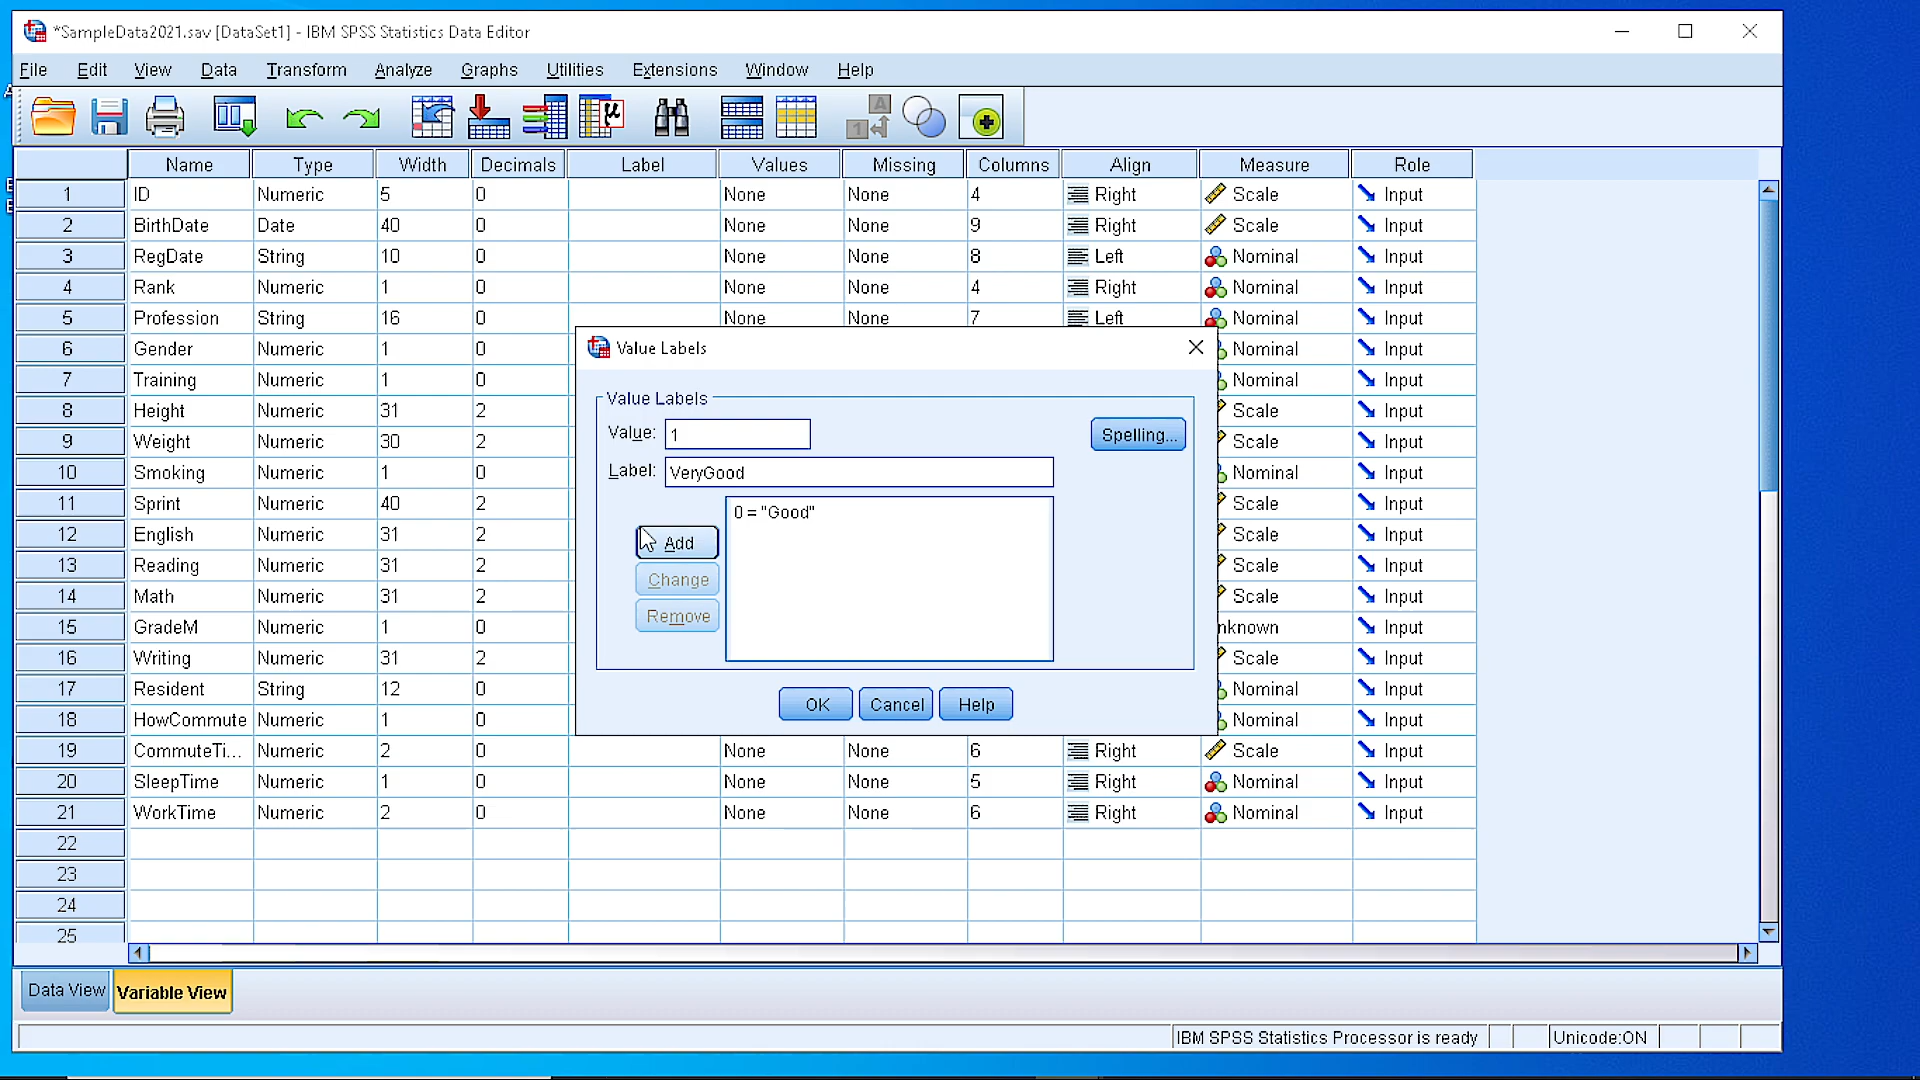 *SampleData2021.sav [DataSet1] - IBM SPSS Statistics Data Editor
File Edit View Data Transform Analyze Graphs Utilities Extensions Window Help
Name Type Width Decimals Label Values Missing Columns Align Measure Role
1 ID Numeric 5 0 None None 4 Right Scale Input
2 BirthDate Date 40 0 None None 9 Right Scale Input
3 RegDate String 10 0 None None 8 Left Nominal Input
4 Rank Numeric 1 0 None None 4 Right Nominal Input
5 Profession String 16 0 None None 7 Left Nominal Input
6 Gender Numeric 1 0 Nominal Input
7 Training Numeric 1 0 Nominal Input
8 Height Numeric 31 2 Scale Input
9 Weight Numeric 30 2 Scale Input
10 Smoking Numeric 1 0 Nominal Input
11 Sprint Numeric 40 2 Scale Input
12 English Numeric 31 2 Scale Input
13 Reading Numeric 31 2 Scale Input
14 Math Numeric 31 2 Scale Input
15 GradeM Numeric 1 0 nknown Input
16 Writing Numeric 31 2 Scale Input
17 Resident String 12 0 Nominal Input
18 HowCommute Numeric 1 0 Nominal Input
19 CommuteTi... Numeric 2 0 None None 6 Right Scale Input
20 SleepTime Numeric 1 0 None None 5 Right Nominal Input
21 WorkTime Numeric 2 0 None None 6 Right Nominal Input
22
23
24
25
Value Labels
Value Labels
Value: 1
Spelling...
Label: VeryGood
0 = "Good"
Add
Change
Remove
OK Cancel Help
Data View Variable View
IBM SPSS Statistics Processor is ready Unicode:ON